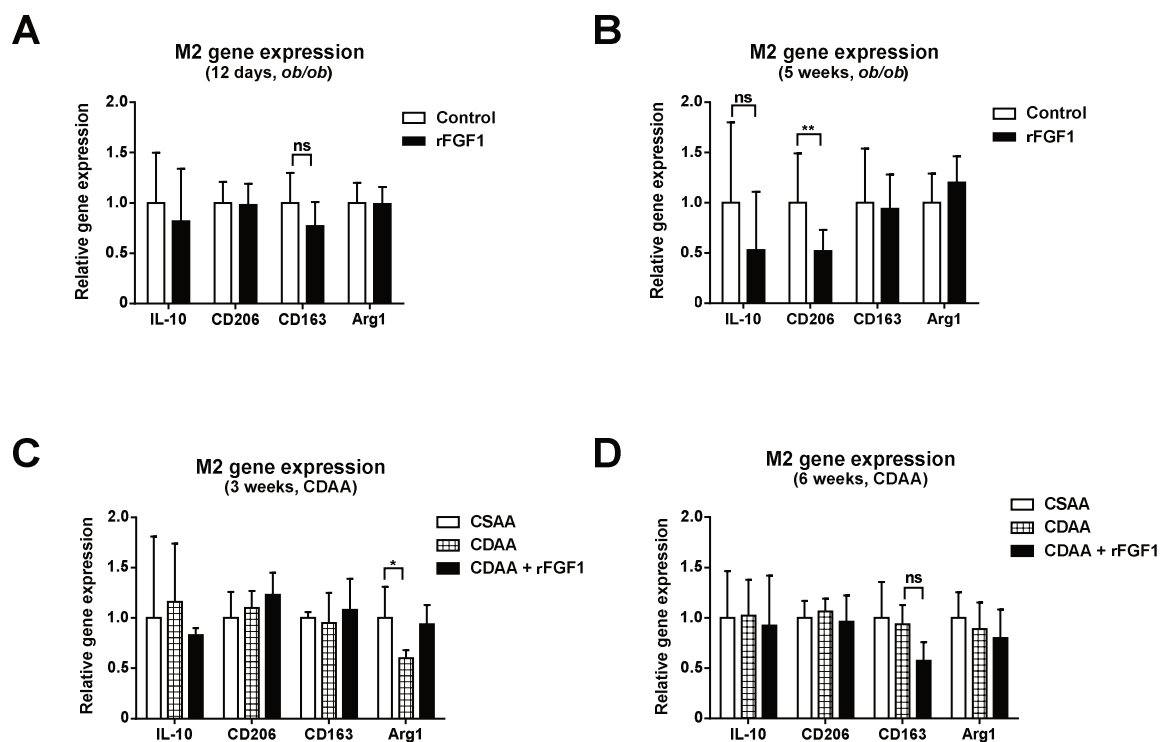 A
M2 gene expression
(12 days, ob/ob)
Relative gene expression
2.0
1.5
1.0
0.5
0
ns
Control
rFGF1
IL-10 CD206 CD163 Arg1
B
M2 gene expression
(5 weeks, ob/ob)
Relative gene expression
2.0
1.5
1.0
0.5
0
ns
**
Control
rFGF1
IL-10 CD206 CD163 Arg1
C
M2 gene expression
(3 weeks, CDAA)
Relative gene expression
2.0
1.5
1.0
0.5
0
*
CSAA
CDAA
CDAA + rFGF1
IL-10 CD206 CD163 Arg1
D
M2 gene expression
(6 weeks, CDAA)
Relative gene expression
2.0
1.5
1.0
0.5
0
ns
CSAA
CDAA
CDAA + rFGF1
IL-10 CD206 CD163 Arg1